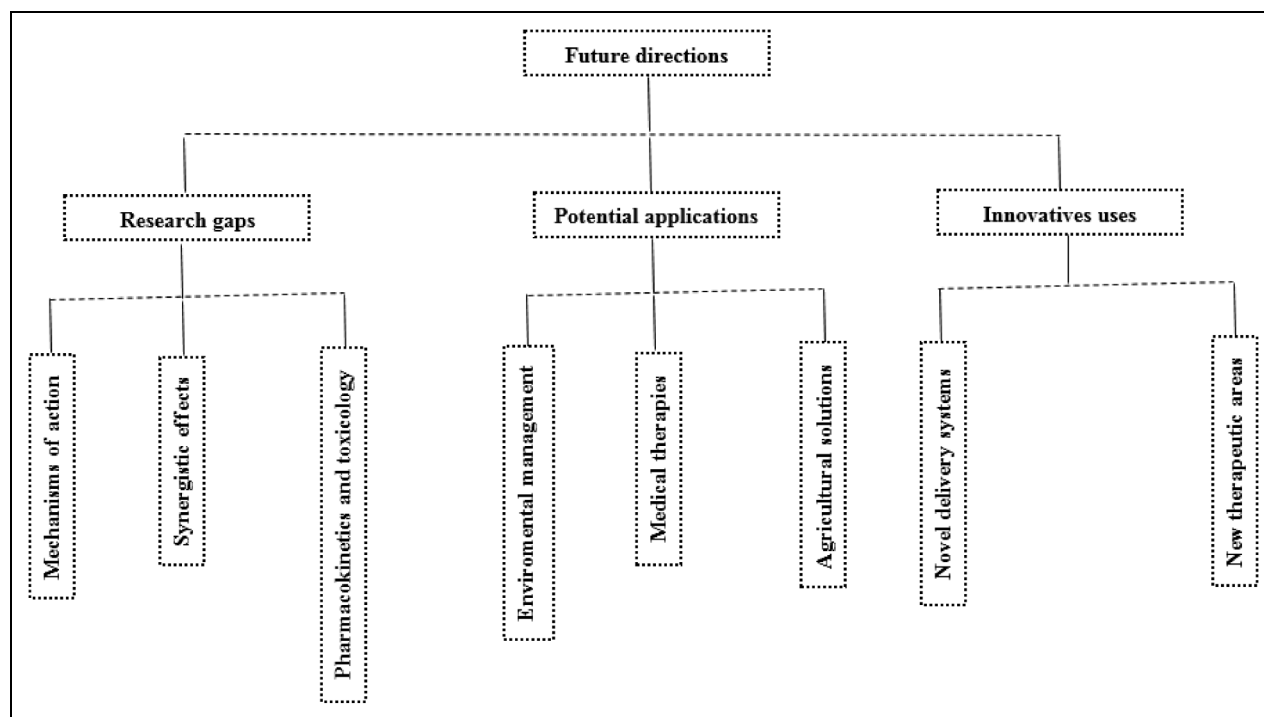 Future directions
Research gaps
Potential applications
Innovatives uses
Mechanisms of action
Synergistic effects
Pharmacokinetics and toxicology
Enviromental management
Medical therapies
Agricultural solutions
Novel delivery systems
New therapeutic areas